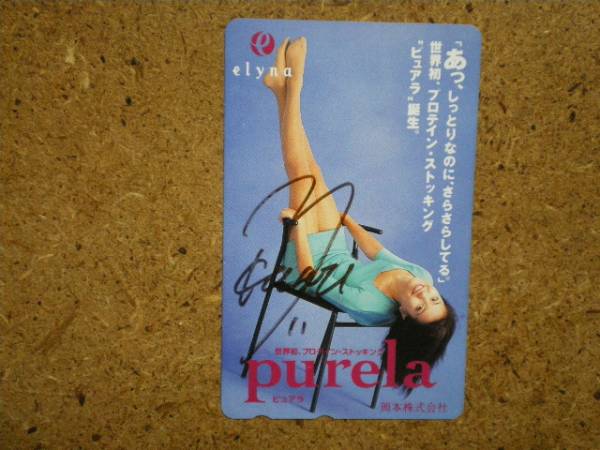 elyna
「あっ、しっとりなのに、さらさらしてる。」
世界初、プロテイン・ストッキング
"ピュアラ"誕生。
11
世界初、プロテイン・ストッキング
purela
ピュアラ
岡本株式会社